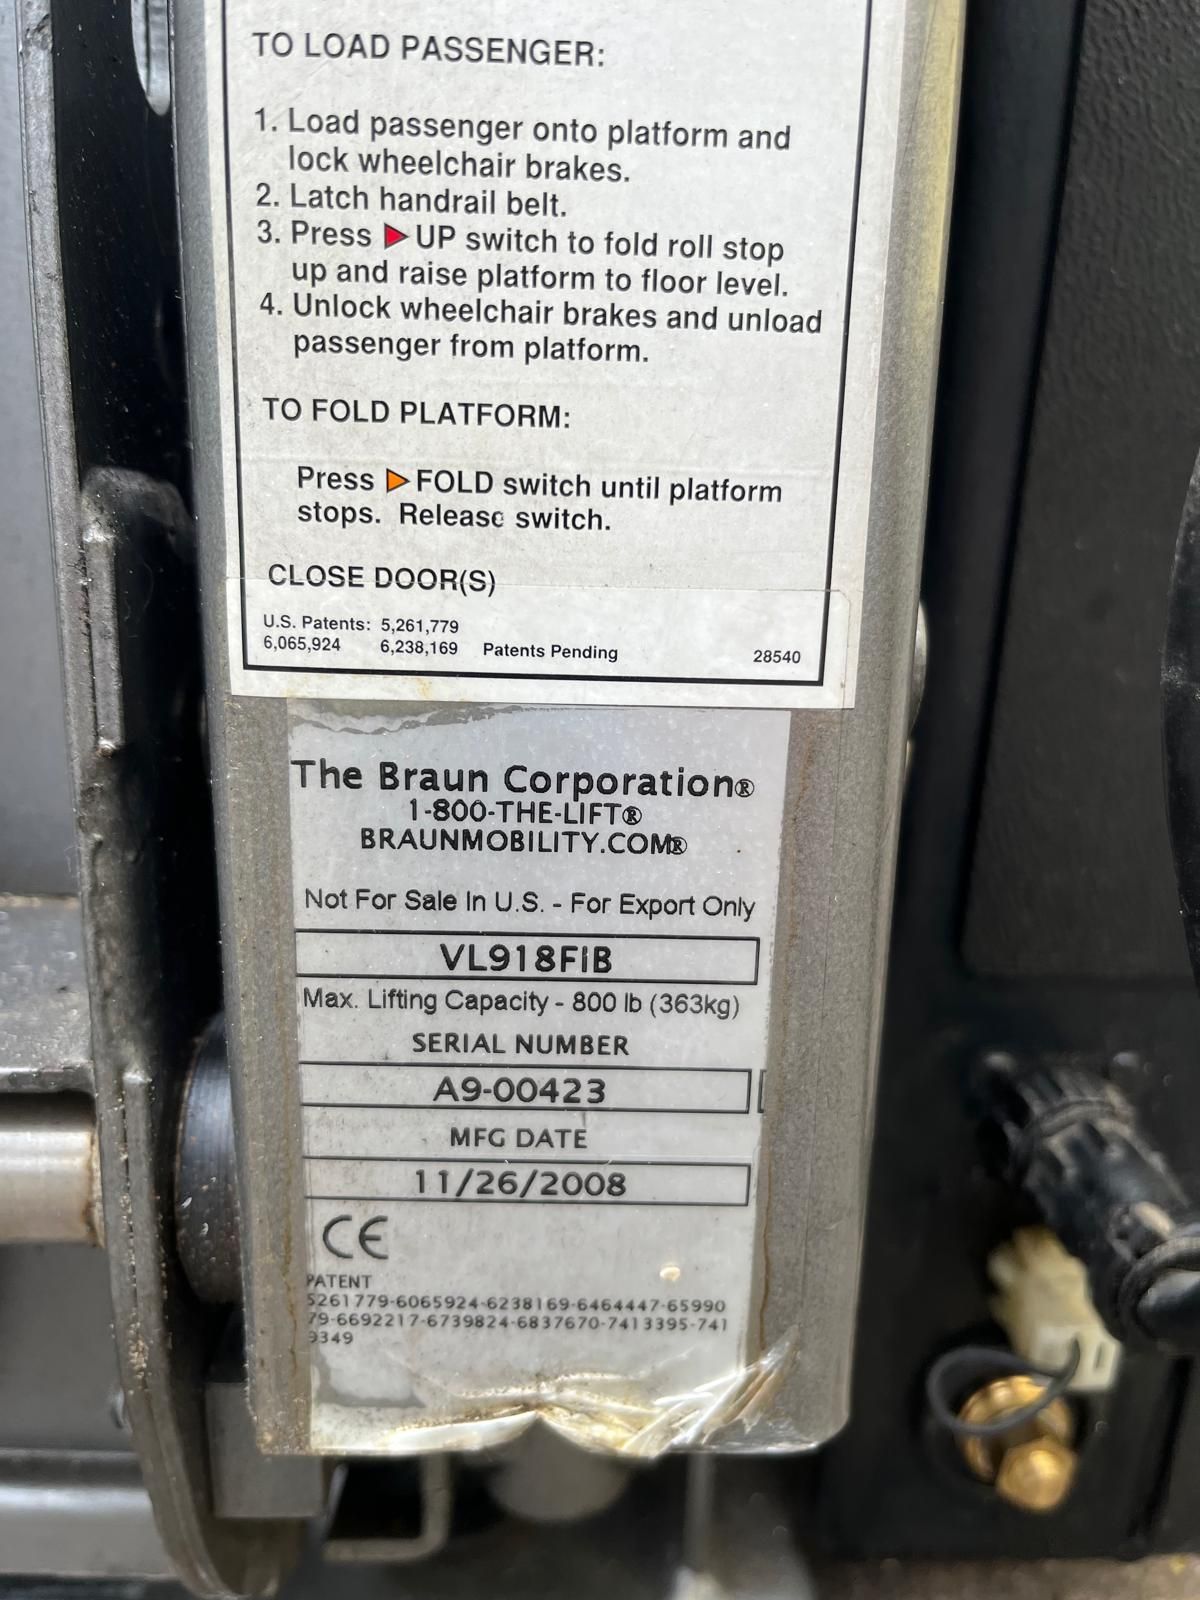 TO LOAD PASSENGER:
1. Load passenger onto platform and
lock wheelchair brakes.
2. Latch handrail belt.
3. Press ▶ UP switch to fold roll stop
up and raise platform to floor level.
4. Unlock wheelchair brakes and unload
passenger from platform.
TO FOLD PLATFORM:
Press ▶ FOLD switch until platform
stops. Release switch.
CLOSE DOOR(S)
U.S. Patents: 5,261,779
6,065,924 6,238,169 Patents Pending 28540
The Braun Corporation®
1-800-THE-LIFT®
BRAUNMOBILITY.COM®
Not For Sale In U.S. - For Export Only
VL918FIB
Max. Lifting Capacity - 800 lb (363kg)
SERIAL NUMBER
A9-00423
MFG DATE
11/26/2008
CE
PATENT
5261779-6065924-6238169-6464447-65990
79-6692217-6739824-6837670-7413395-741
9349